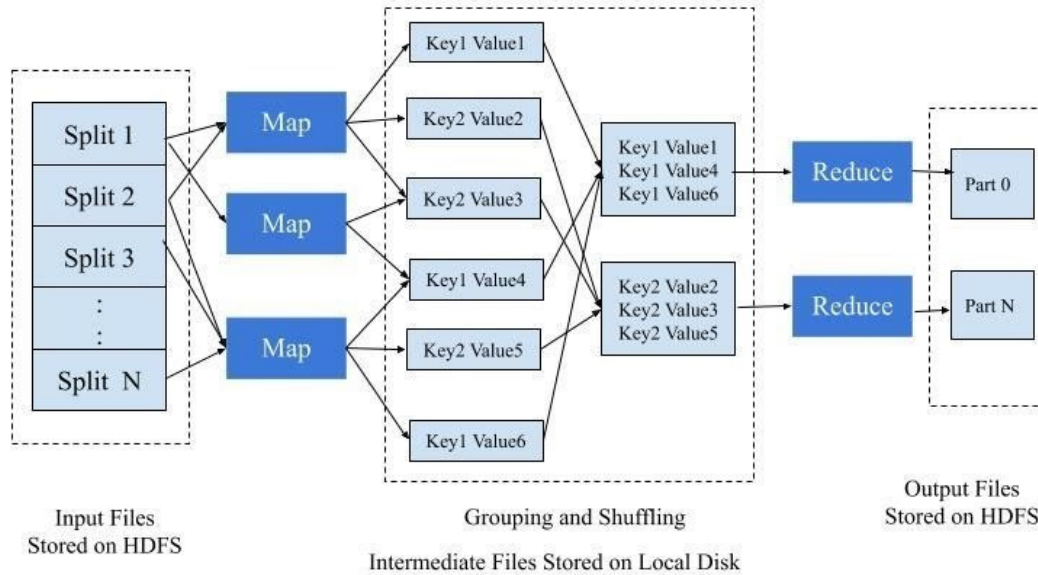 Split 1
Split 2
Split 3
:
:
Split N
Input Files
Stored on HDFS
Map
Map
Map
Key1 Value1
Key2 Value2
Key2 Value3
Key1 Value4
Key2 Value5
Key1 Value6
Key1 Value1
Key1 Value4
Key1 Value6
Key2 Value2
Key2 Value3
Key2 Value5
Grouping and Shuffling
Intermediate Files Stored on Local Disk
Reduce
Reduce
Part 0
Part N
Output Files
Stored on HDFS